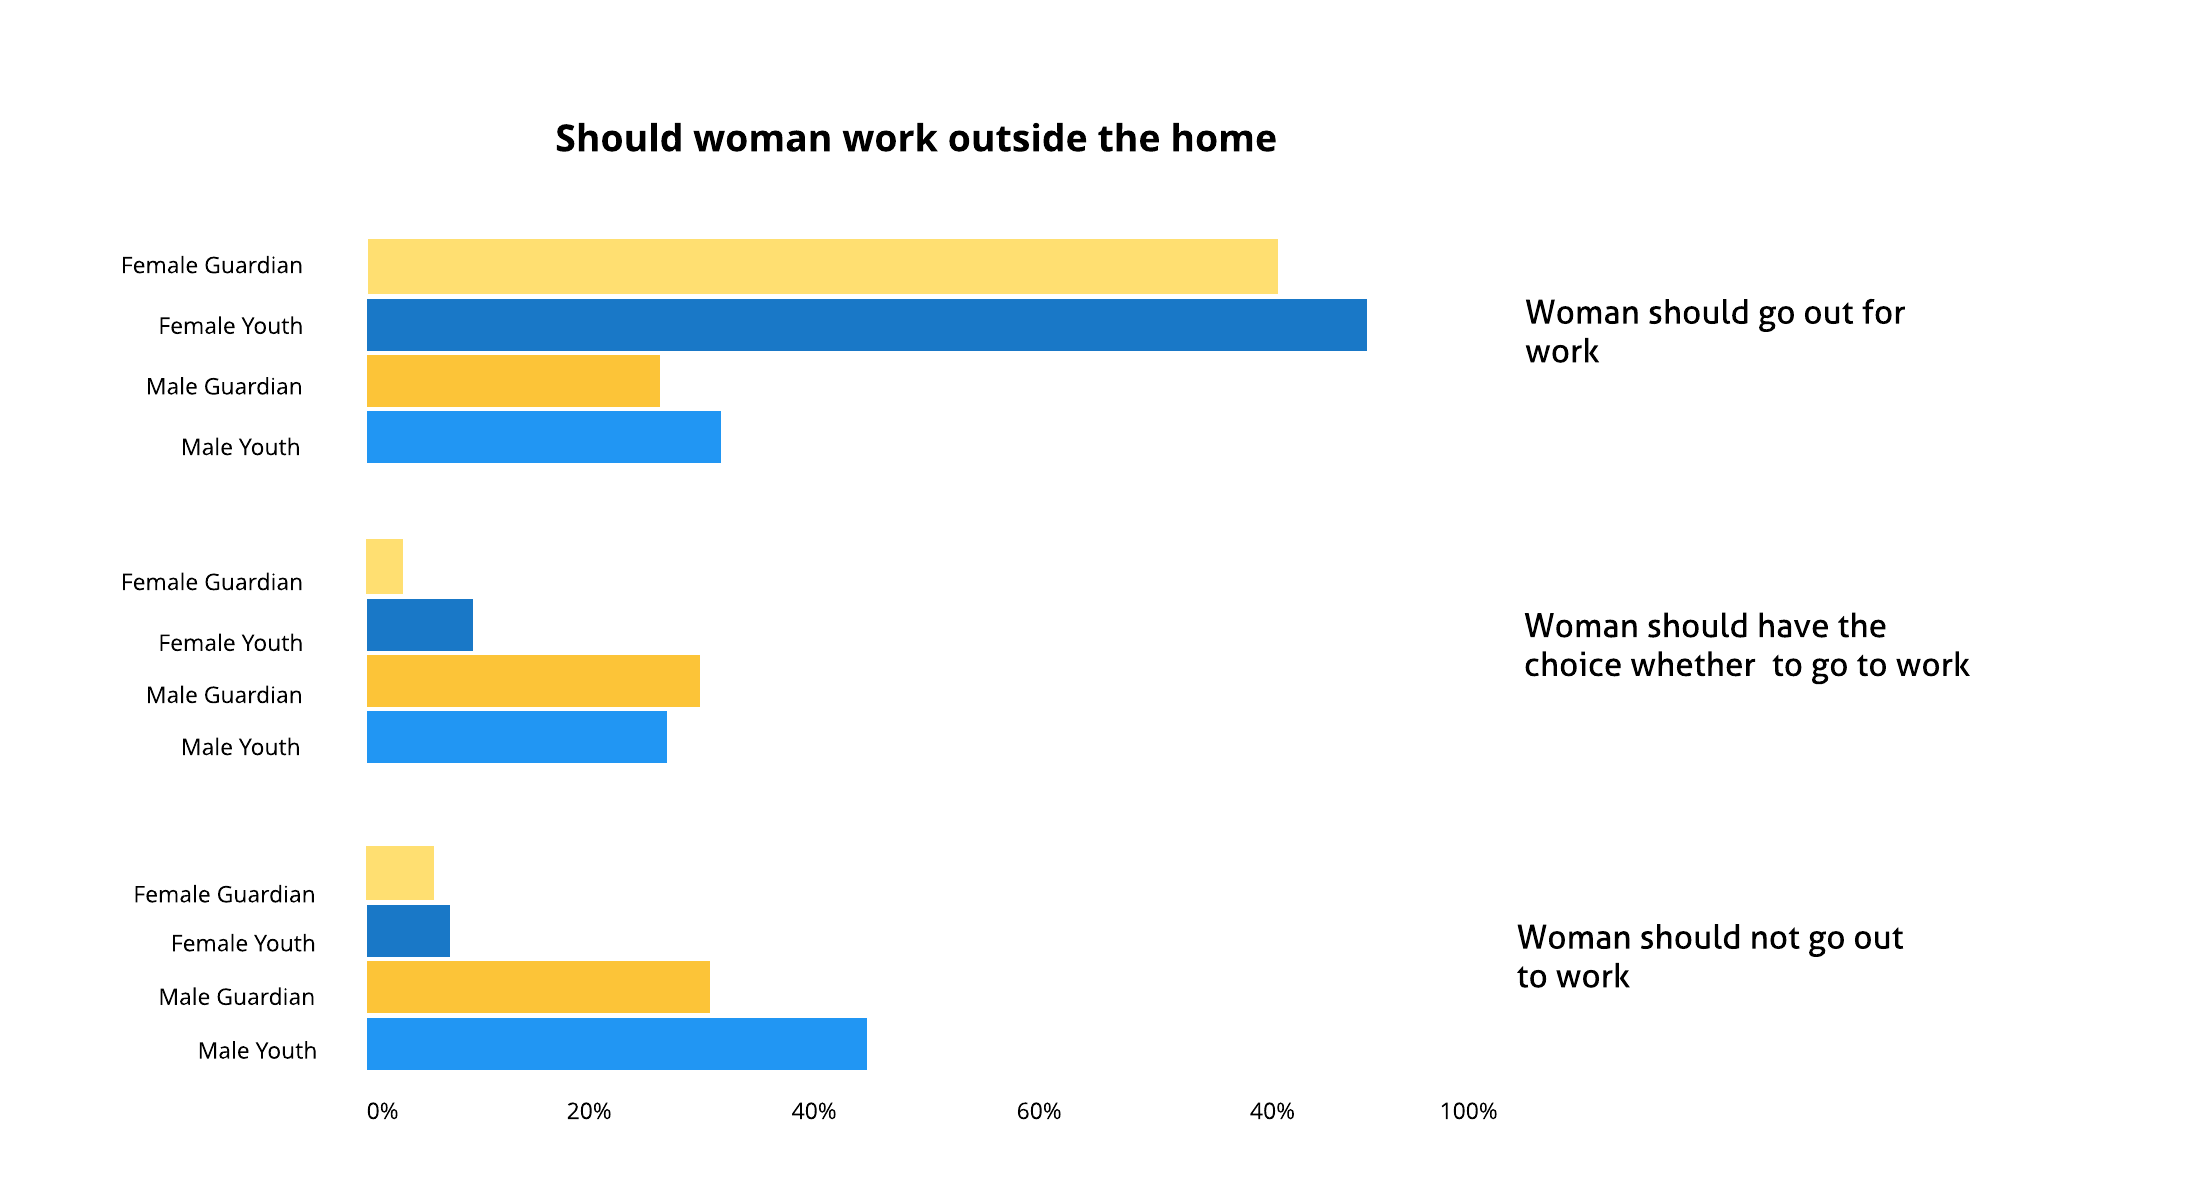 Should woman work outside the home
Female Guardian
Female Youth
Male Guardian
Male Youth
Woman should go out for
work
Female Guardian
Female Youth
Male Guardian
Male Youth
Woman should have the
choice whether  to go to work
Female Guardian
Female Youth
Male Guardian
Male Youth
Woman should not go out
to work
0% 20% 40% 60% 40% 100%